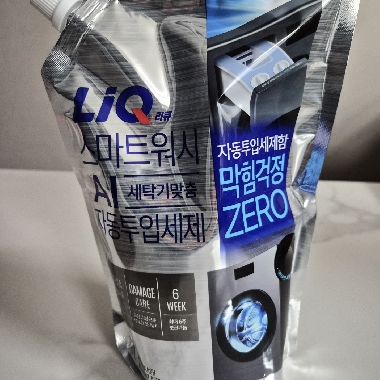 LiQ 리큐
스마트워시
AI 세탁기맞춤
자동투입세제
자동투입세제함
막힘걱정
ZERO
DAMAGE
CARE
6
WEEK